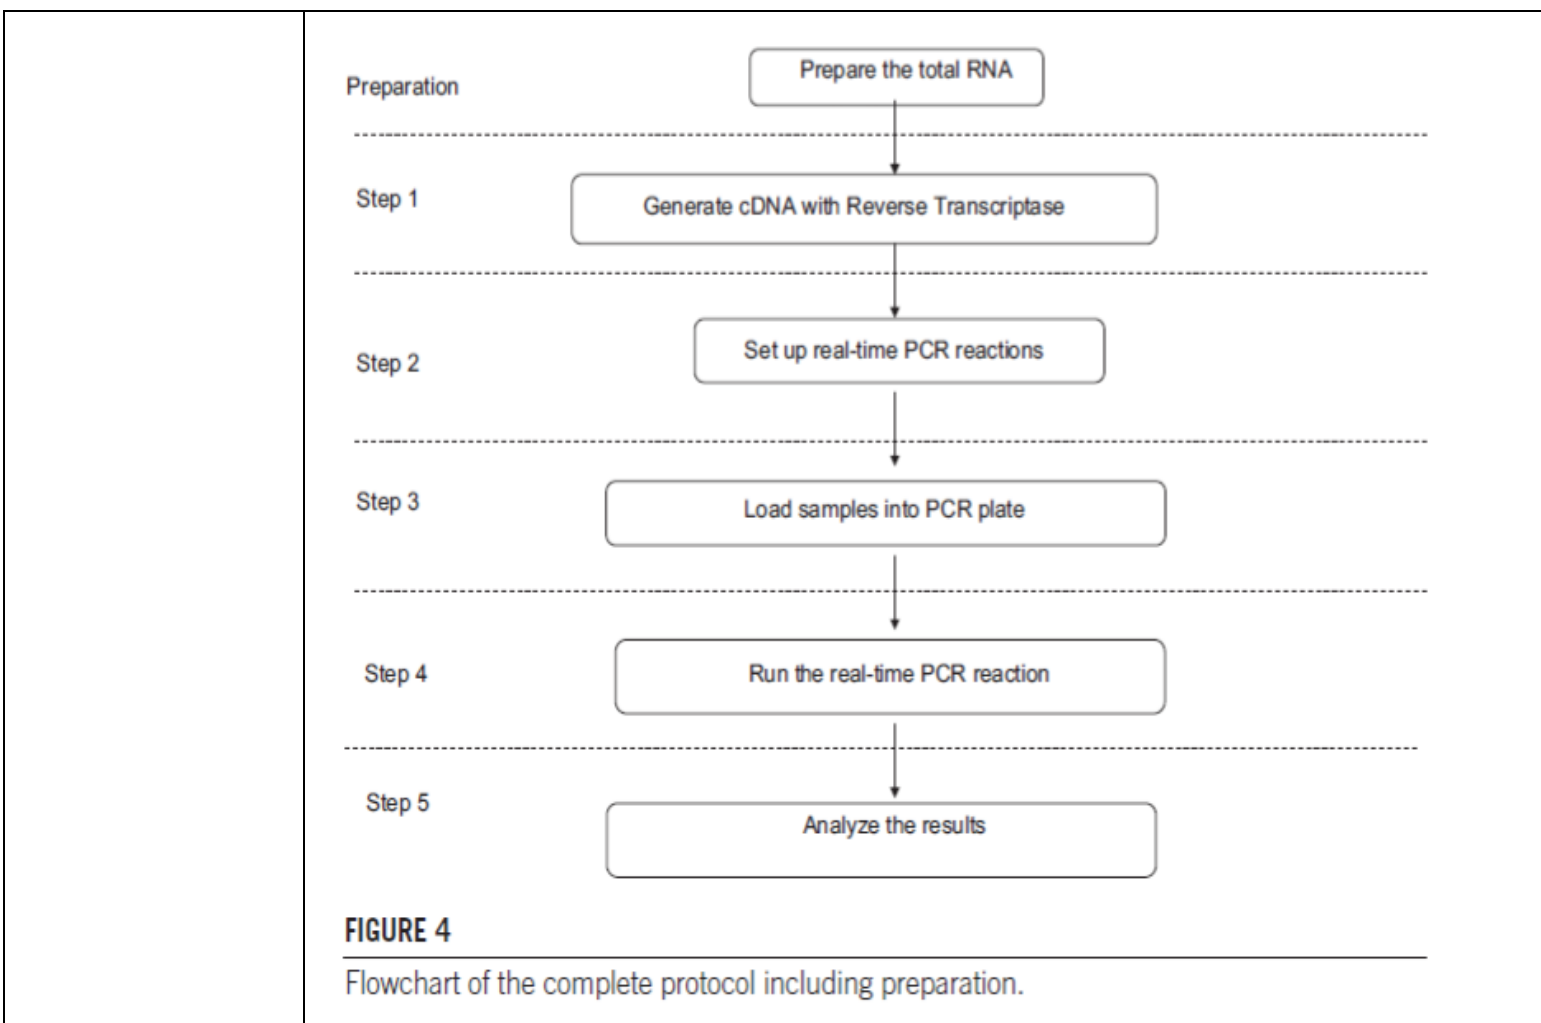 Preparation
Prepare the total RNA
Step 1
Generate cDNA with Reverse Transcriptase
Step 2
Set up real-time PCR reactions
Step 3
Load samples into PCR plate
Step 4
Run the real-time PCR reaction
Step 5
Analyze the results
FIGURE 4
Flowchart of the complete protocol including preparation.